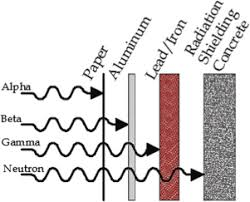 Paper
Aluminum
Lead/Iron
Radiation
Shielding
Concrete
Alpha
Beta
Gamma
Neutron